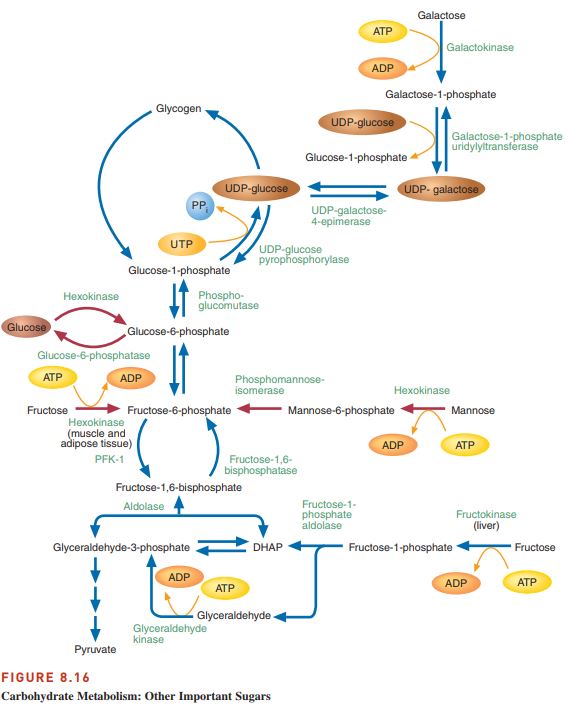 Galactose
ATP
Galactokinase
ADP
Galactose-1-phosphate
Glycogen
UDP-glucose
Galactose-1-phosphate
uridylyltransferase
Glucose-1-phosphate
UDP-glucose
UDP- galactose
PPi
UDP-galactose-
4-epimerase
UTP
UDP-glucose
pyrophosphorylase
Glucose-1-phosphate
Hexokinase
Phospho-
glucomutase
Glucose
Glucose-6-phosphate
Glucose-6-phosphatase
ATP
ADP
Phosphomannose-
isomerase
Hexokinase
Fructose
Fructose-6-phosphate
Mannose-6-phosphate
Mannose
Hexokinase
(muscle and
adipose tissue)
ADP
ATP
PFK-1
Fructose-1,6-
bisphosphatase
Fructose-1,6-bisphosphate
Aldolase
Fructose-1-
phosphate
aldolase
Fructokinase
(liver)
Glyceraldehyde-3-phosphate
DHAP
Fructose-1-phosphate
Fructose
ADP
ATP
ADP
ATP
Glyceraldehyde
Glyceraldehyde
kinase
Pyruvate
FIGURE 8.16
Carbohydrate Metabolism: Other Important Sugars